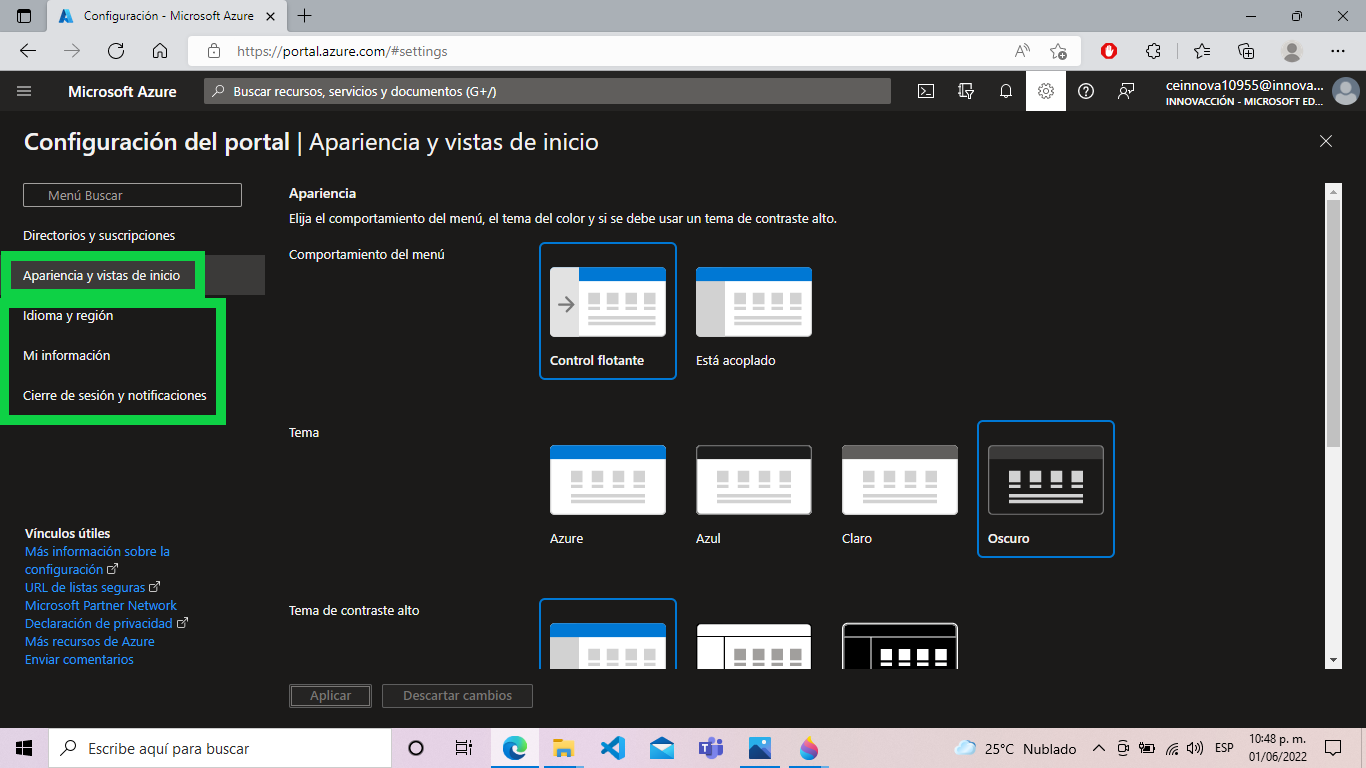 Configuración - Microsoft Azure
https://portal.azure.com/#settings
Microsoft Azure
Buscar recursos, servicios y documentos (G+/)
ceinnova10955@innova...
INNOVACCIÓN - MICROSOFT ED...
Configuración del portal | Apariencia y vistas de inicio
Menú Buscar
Directorios y suscripciones
Apariencia y vistas de inicio
Idioma y región
Mi información
Cierre de sesión y notificaciones
Vínculos útiles
Más información sobre la
configuración
URL de listas seguras
Microsoft Partner Network
Declaración de privacidad
Más recursos de Azure
Enviar comentarios
Apariencia
Elija el comportamiento del menú, el tema del color y si se debe usar un tema de contraste alto.
Comportamiento del menú
Control flotante
Está acoplado
Tema
Azure
Azul
Claro
Oscuro
Tema de contraste alto
Aplicar
Descartar cambios
Escribe aquí para buscar
25°C Nublado
ESP
10:48 p. m.
01/06/2022